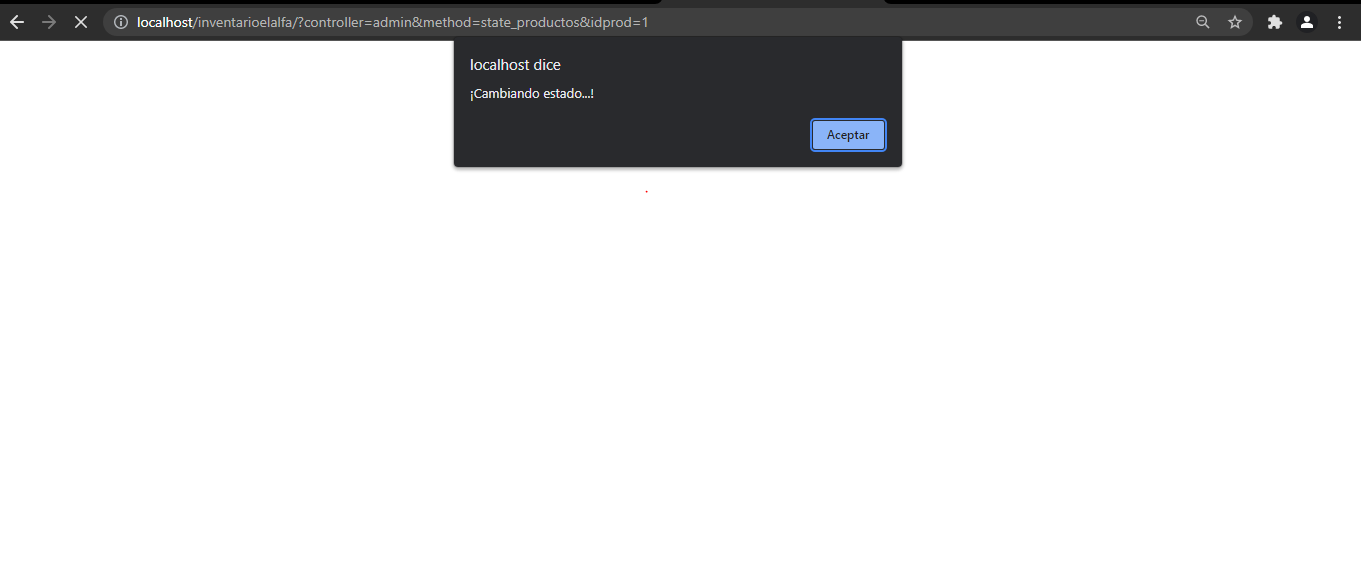 localhost/inventarioelalfa/?controller=admin&method=state_productos&idprod=1
localhost dice
¡Cambiando estado...!
Aceptar